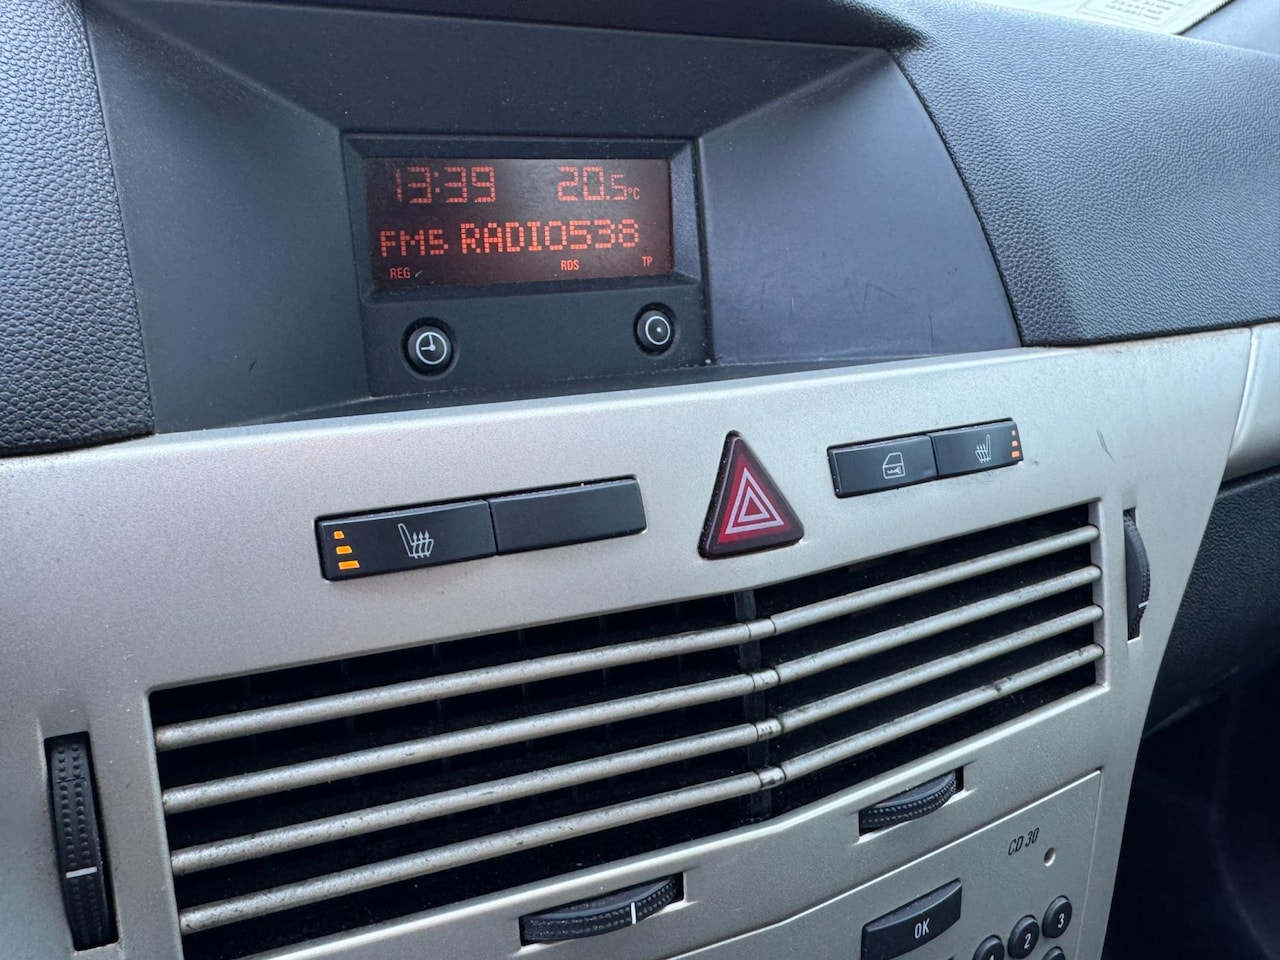 13:39 20.5°C
FM5 RADIO538
REG RDS TP
CD 30
OK
1 2 3